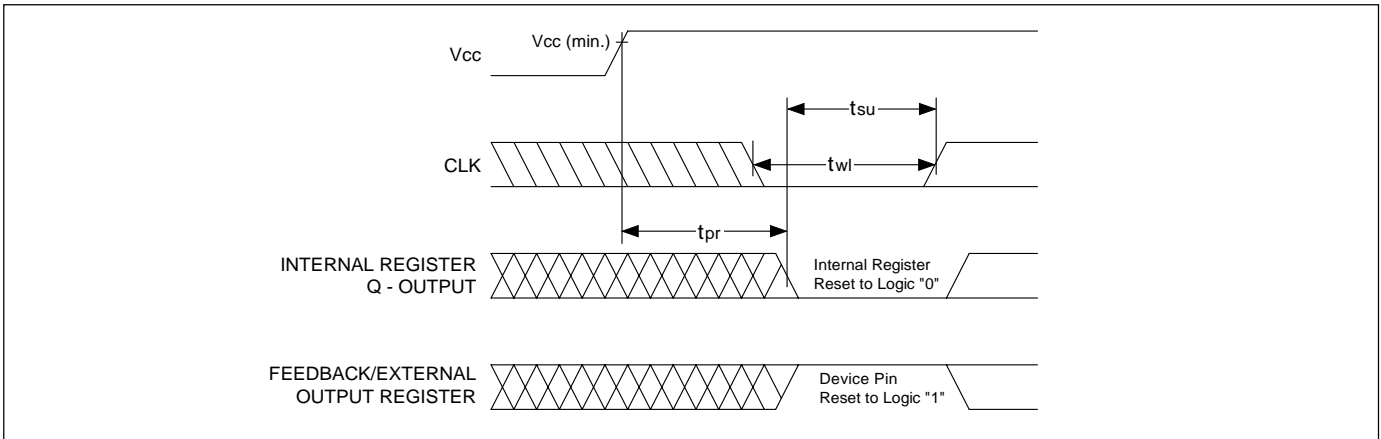 Vcc
Vcc (min.)
tsu
CLK
twl
tpr
INTERNAL REGISTER
Q - OUTPUT
Internal Register
Reset to Logic "0"
FEEDBACK/EXTERNAL
OUTPUT REGISTER
Device Pin
Reset to Logic "1"